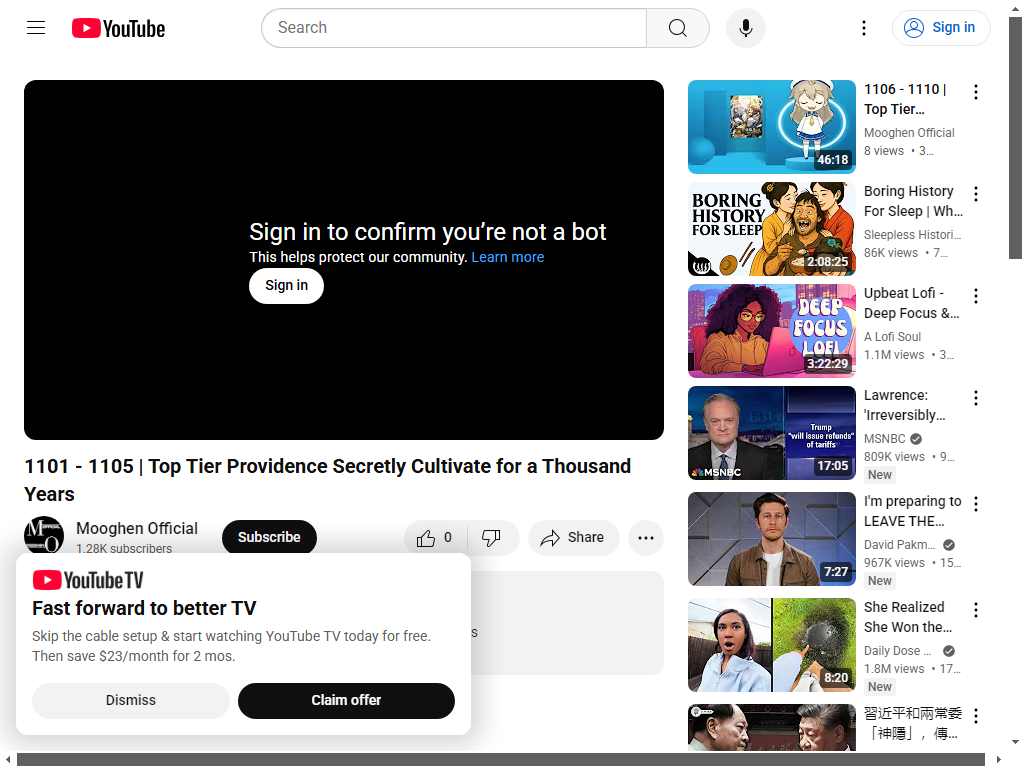 YouTube
Search
Sign in
Sign in to confirm you're not a bot
This helps protect our community. Learn more
Sign in
1101 - 1105 | Top Tier Providence Secretly Cultivate for a Thousand
Years
Mooghen Official
1.28K subscribers
Subscribe
0
Share
s
YouTube TV
Fast forward to better TV
Skip the cable setup & start watching YouTube TV today for free.
Then save $23/month for 2 mos.
Dismiss
Claim offer
46:18
1106 - 1110 |
Top Tier…
Mooghen Official
8 views • 3…
BORING
HISTORY
FOR SLEEP
2:08:25
Boring History
For Sleep | Wh…
Sleepless Histori…
86K views • 7…
DEEP
FOCUS
LOFI
3:22:29
Upbeat Lofi -
Deep Focus &…
A Lofi Soul
1.1M views • 3…
Trump
"will issue refunds"
of tariffs
MSNBC
17:05
Lawrence:
'Irreversibly…
MSNBC
809K views • 9…
New
7:27
I'm preparing to
LEAVE THE…
David Pakm…
967K views • 15…
New
8:20
She Realized
She Won the…
Daily Dose …
1.8M views • 17…
New
習近平和兩常委
「神隱」，傳…